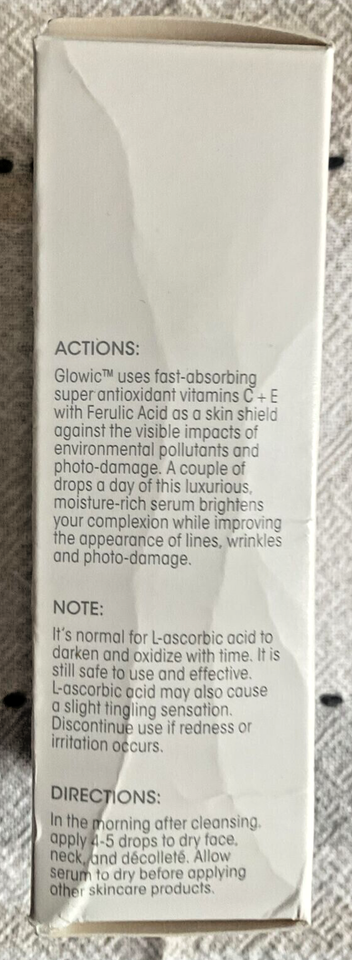 ACTIONS:
Glowic™ uses fast-absorbing
super antioxidant vitamins C + E
with Ferulic Acid as a skin shield
against the visible impacts of
environmental pollutants and
photo-damage. A couple of
drops a day of this luxurious,
moisture-rich serum brightens
your complexion while improving
the appearance of lines, wrinkles
and photo-damage.
NOTE:
It's normal for L-ascorbic acid to
darken and oxidize with time. It is
still safe to use and effective.
L-ascorbic acid may also cause
a slight tingling sensation.
Discontinue use if redness or
irritation occurs.
DIRECTIONS:
In the morning after cleansing,
apply 4-5 drops to dry face,
neck, and décolleté. Allow
serum to dry before applying
other skincare products.